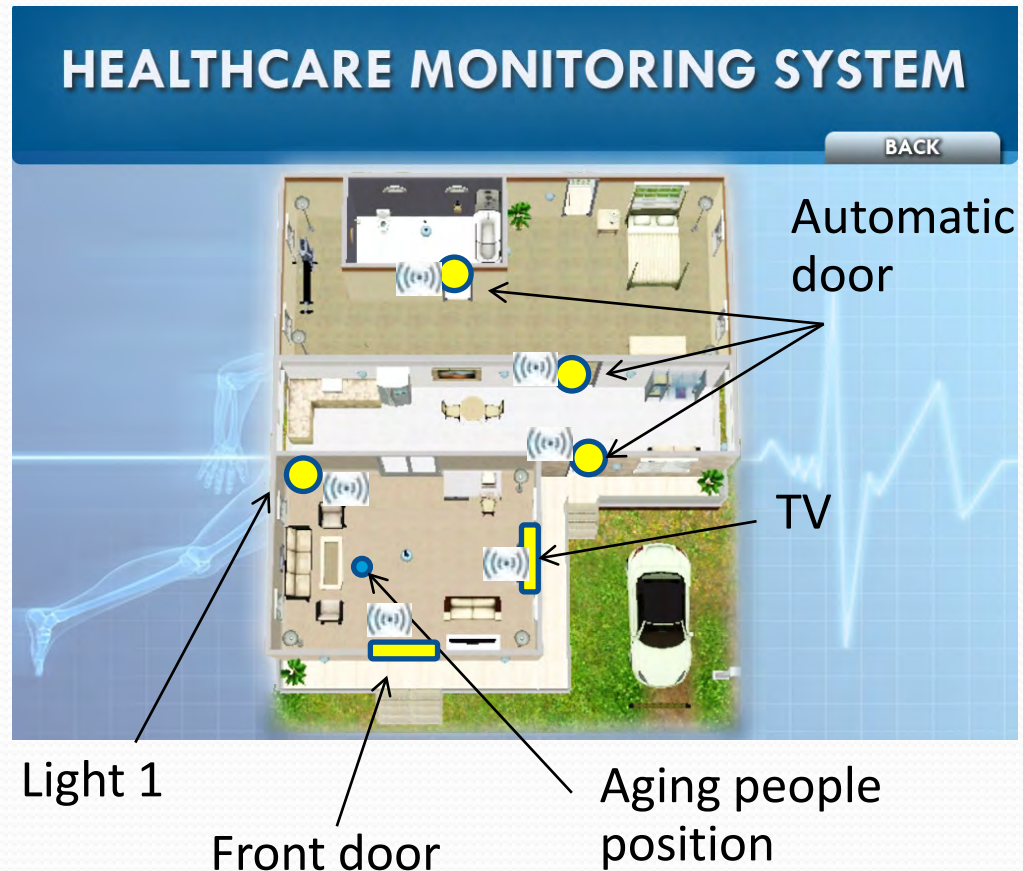 HEALTHCARE MONITORING SYSTEM
BACK
Automatic
door
TV
Light 1
Aging people
position
Front door